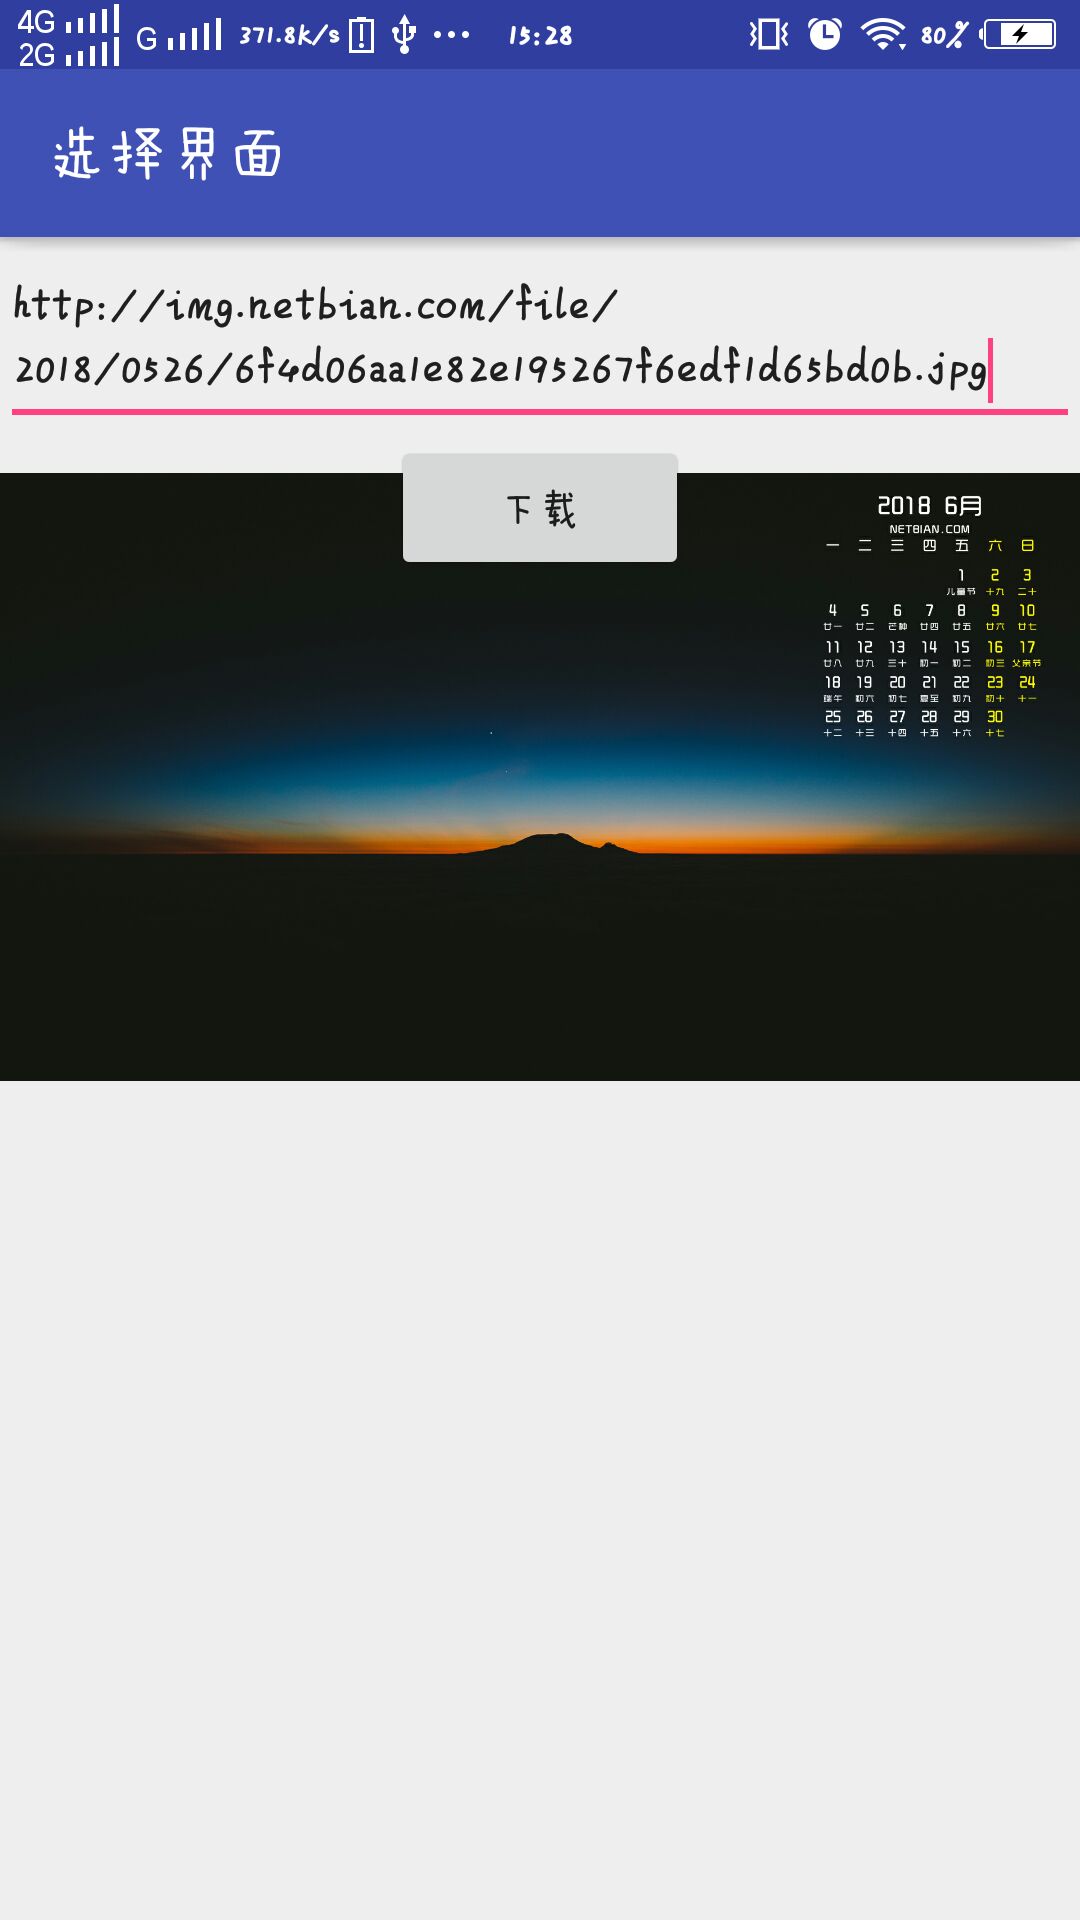 4G
2G
G
371.8K/s
15:28
80%
选择界面
http://img.netbian.com/file/
2018/0526/6f4d06aa1e82e195267f6edf1d65bd0b.jpg
下载
2018 6月
NETBIAN.COM
一 二 三 四 五 六 日
1 2 3
儿童节 十九 二十
4 5 6 7 8 9 10
廿一 廿二 芒种 廿四 廿五 廿六 廿七
11 12 13 14 15 16 17
廿八 廿九 三十 初一 初二 初三 父亲节
18 19 20 21 22 23 24
端午 初六 初七 夏至 初九 初十 十一
25 26 27 28 29 30
十二 十三 十四 十五 十六 十七